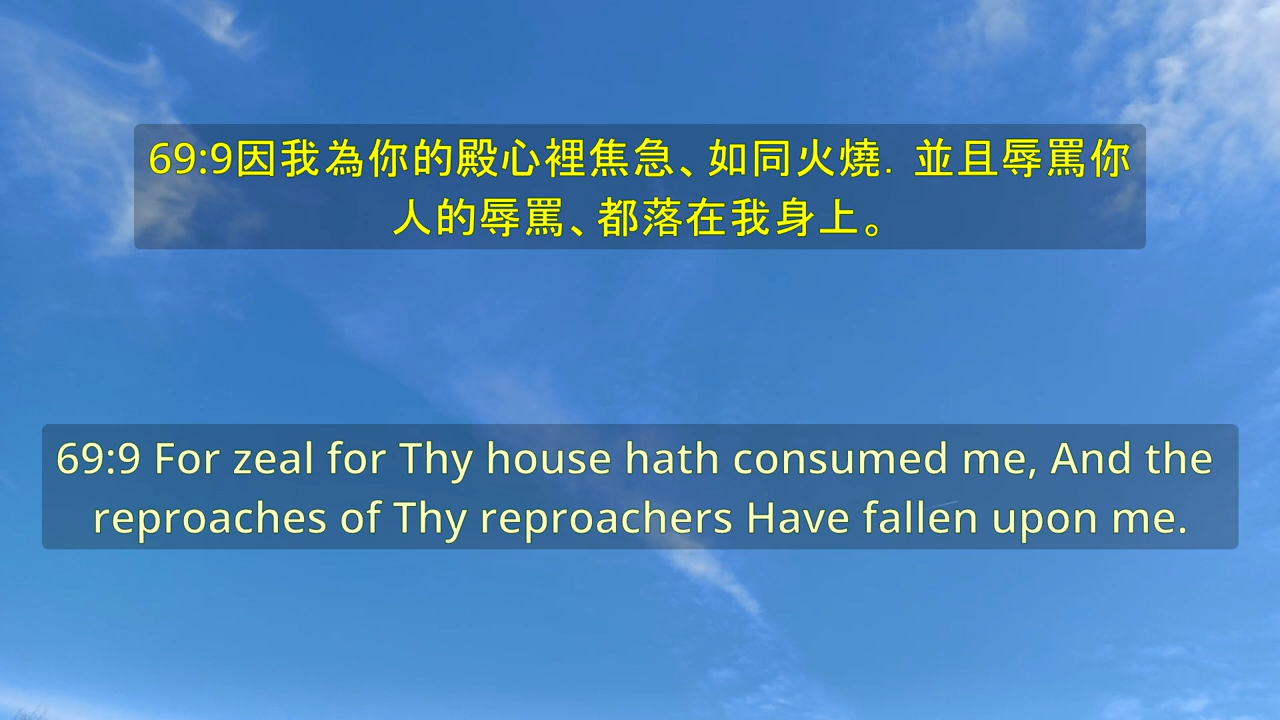 69:9因我為你的殿心裡焦急、如同火燒．並且辱罵你
人的辱罵、都落在我身上。
69:9 For zeal for Thy house hath consumed me, And the
reproaches of Thy reproachers Have fallen upon me.